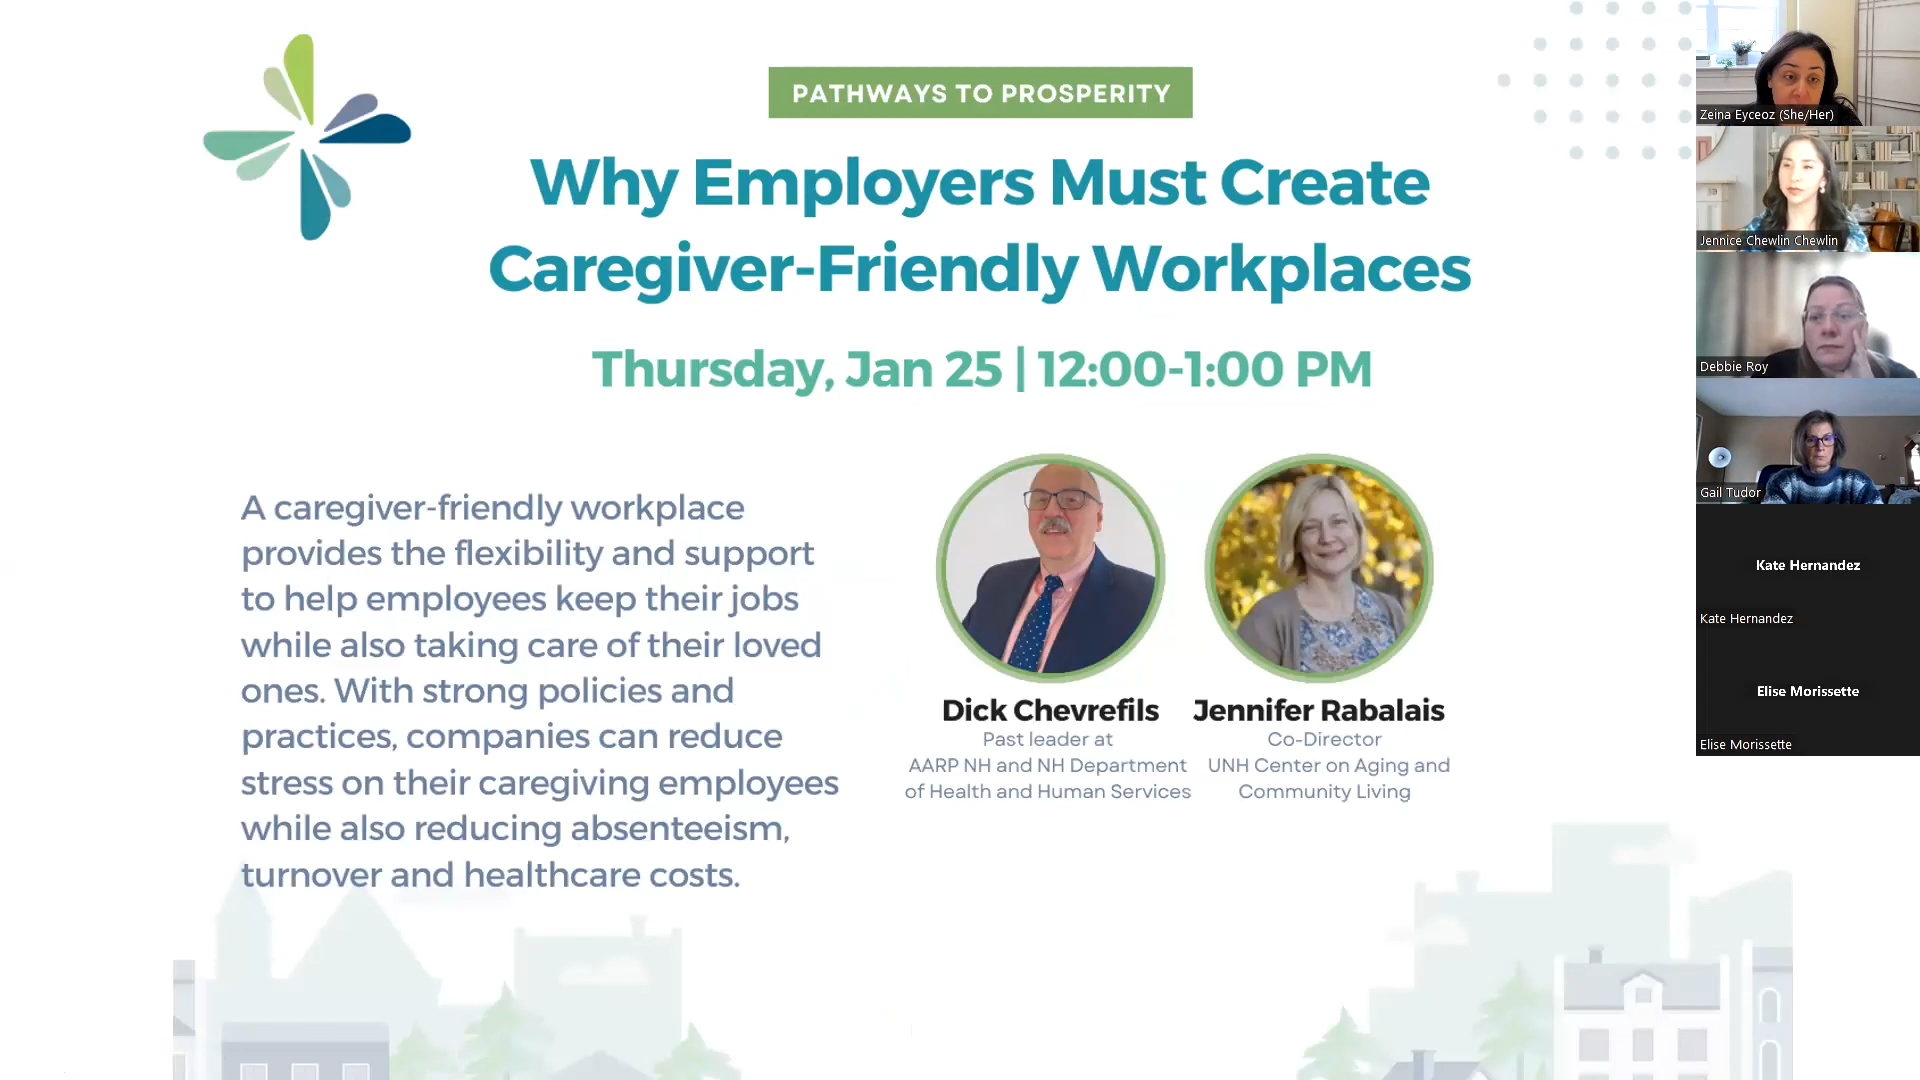 PATHWAYS TO PROSPERITY
Why Employers Must Create
Caregiver-Friendly Workplaces
Thursday, Jan 25 | 12:00-1:00 PM
A caregiver-friendly workplace
provides the flexibility and support
to help employees keep their jobs
while also taking care of their loved
ones. With strong policies and
practices, companies can reduce
stress on their caregiving employees
while also reducing absenteeism,
turnover and healthcare costs.
Dick Chevrefils
Past leader at
AARP NH and NH Department
of Health and Human Services
Jennifer Rabalais
Co-Director
UNH Center on Aging and
Community Living
Zeina Eyceoz (She/Her)
Jennice Chewlin Chewlin
Debbie Roy
Gail Tudor
Kate Hernandez
Kate Hernandez
Elise Morissette
Elise Morissette